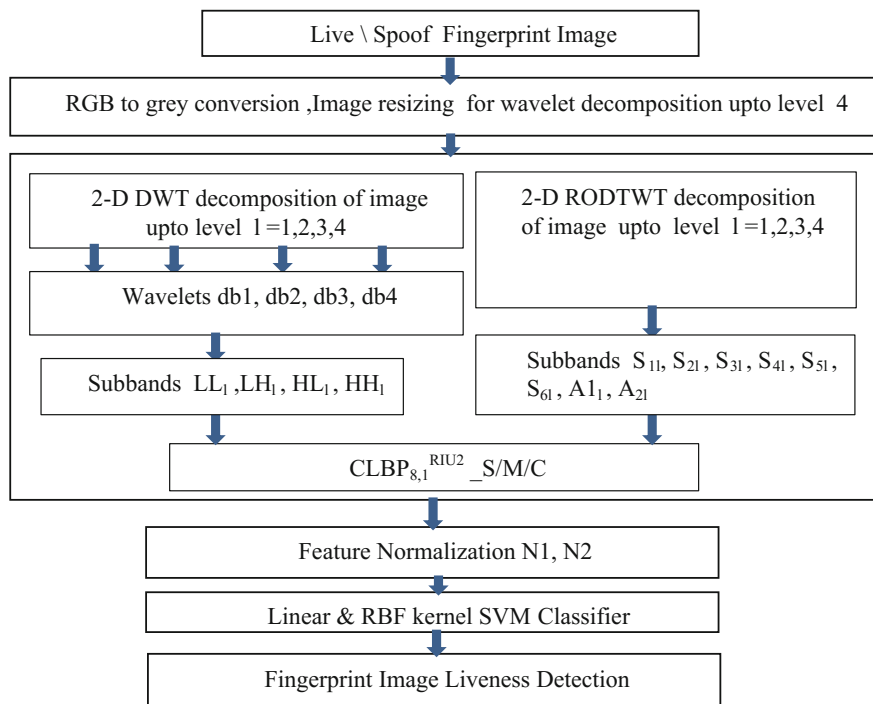 Live \ Spoof Fingerprint Image
RGB to grey conversion ,Image resizing for wavelet decomposition upto level 4
2-D DWT decomposition of image
upto level l =1,2,3,4
2-D RODTWT decomposition
of image upto level l =1,2,3,4
Wavelets db1, db2, db3, db4
Subbands LLₗ ,LHₗ , HLₗ , HHₗ
Subbands S₁ₗ, S₂ₗ , S₃ₗ , S₄ₗ , S₅ₗ ,
S₆ₗ , A1ₗ , A₂ₗ
CLBP₈,₁ᴿᴵᵁ² _S/M/C
Feature Normalization N1, N2
Linear & RBF kernel SVM Classifier
Fingerprint Image Liveness Detection